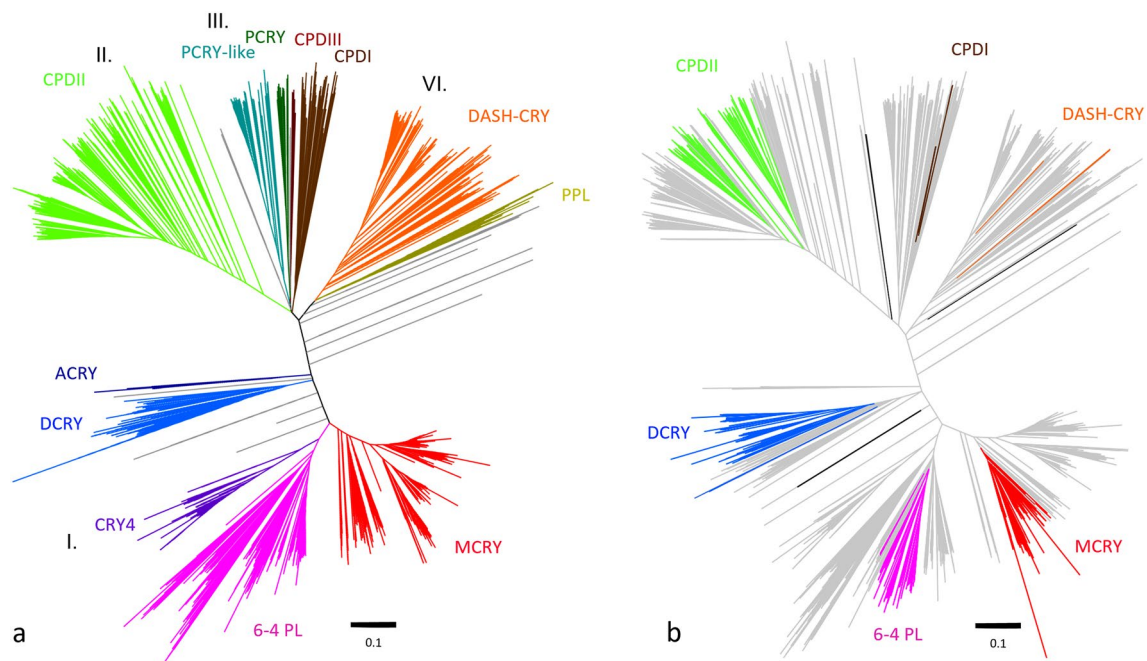 III.
PCRY
II.
PCRY-like
CPDIII
CPDI
CPDII
VI.
DASH-CRY
PPL
ACRY
DCRY
CRY4
I.
MCRY
6-4 PL
a
0.1
CPDII
CPDI
DASH-CRY
DCRY
MCRY
6-4 PL
b
0.1